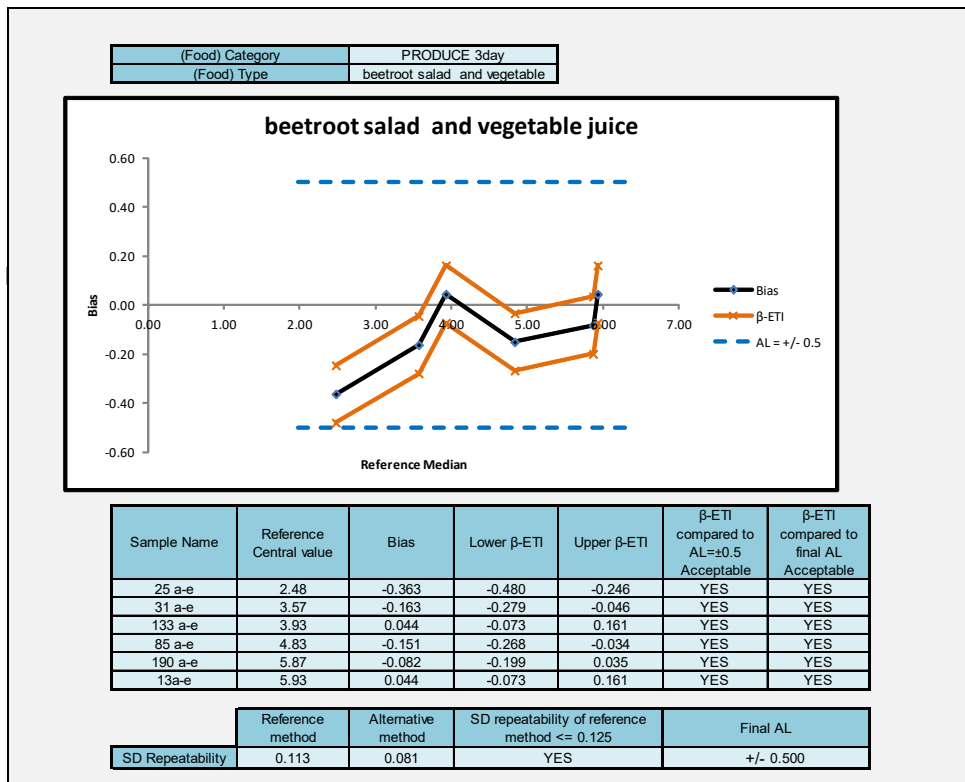 (Food) Category PRODUCE 3day
(Food) Type beetroot salad and vegetable
beetroot salad and vegetable juice
0.60
0.40
0.20
0.00
-0.20
-0.40
-0.60
0.00 1.00 2.00 3.00 4.00 5.00 6.00 7.00
Bias
Reference Median
Bias
β-ETI
AL = +/- 0.5
Sample Name Reference Central value Bias Lower β-ETI Upper β-ETI β-ETI compared to AL=±0.5 Acceptable β-ETI compared to final AL Acceptable
25 a-e 2.48 -0.363 -0.480 -0.246 YES YES
31 a-e 3.57 -0.163 -0.279 -0.046 YES YES
133 a-e 3.93 0.044 -0.073 0.161 YES YES
85 a-e 4.83 -0.151 -0.268 -0.034 YES YES
190 a-e 5.87 -0.082 -0.199 0.035 YES YES
13a-e 5.93 0.044 -0.073 0.161 YES YES
Reference method Alternative method SD repeatability of reference method <= 0.125 Final AL
SD Repeatability 0.113 0.081 YES +/- 0.500